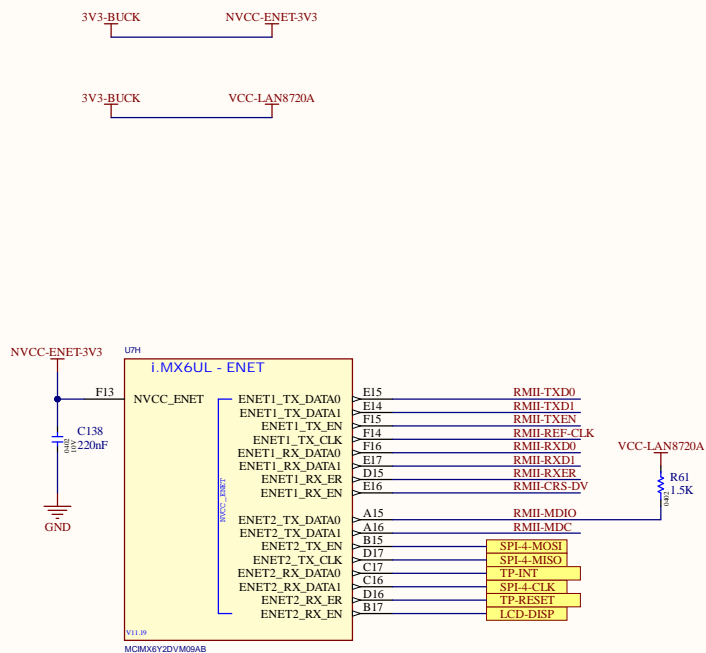 3V3-BUCK NVCC-ENET-3V3
3V3-BUCK VCC-LAN8720A
U7H
NVCC-ENET-3V3
i.MX6UL - ENET
F13 NVCC_ENET ENET1_TX_DATA0 E15 RMII-TXD0
ENET1_TX_DATA1 E14 RMII-TXD1
ENET1_TX_EN F15 RMII-TXEN
ENET1_TX_CLK F14 RMII-REF-CLK
ENET1_RX_DATA0 F16 RMII-RXD0
ENET1_RX_DATA1 E17 RMII-RXD1
ENET1_RX_ER D15 RMII-RXER
ENET1_RX_EN E16 RMII-CRS-DV
C138
220nF
0402
10V
GND
NVCC_ENET
VCC-LAN8720A
R61
1.5K
0402
ENET2_TX_DATA0 A15 RMII-MDIO
ENET2_TX_DATA1 A16 RMII-MDC
ENET2_TX_EN B15 SPI-4-MOSI
ENET2_TX_CLK D17 SPI-4-MISO
ENET2_RX_DATA0 C17 TP-INT
ENET2_RX_DATA1 C16 SPI-4-CLK
ENET2_RX_ER D16 TP-RESET
ENET2_RX_EN B17 LCD-DISP
V11.19
MCIMX6Y2DVM09AB